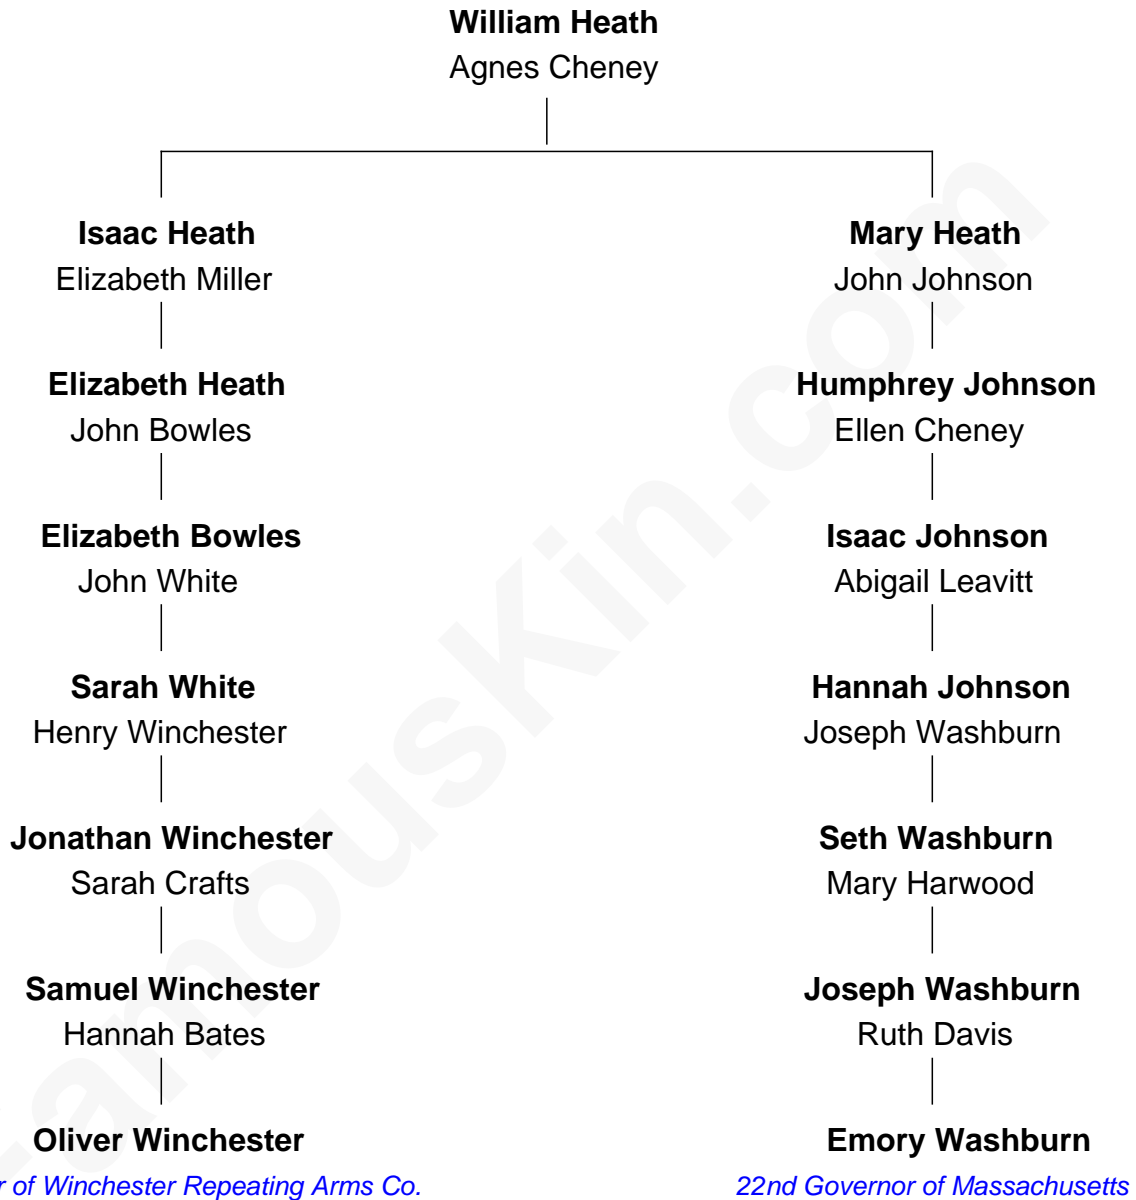 William Heath
Agnes Cheney
Isaac Heath
Elizabeth Miller
Mary Heath
John Johnson
Elizabeth Heath
John Bowles
Humphrey Johnson
Ellen Cheney
Elizabeth Bowles
John White
Isaac Johnson
Abigail Leavitt
Sarah White
Henry Winchester
Hannah Johnson
Joseph Washburn
Jonathan Winchester
Sarah Crafts
Seth Washburn
Mary Harwood
Samuel Winchester
Hannah Bates
Joseph Washburn
Ruth Davis
Oliver Winchester
r of Winchester Repeating Arms Co.
Emory Washburn
22nd Governor of Massachusetts
FamousKin.com